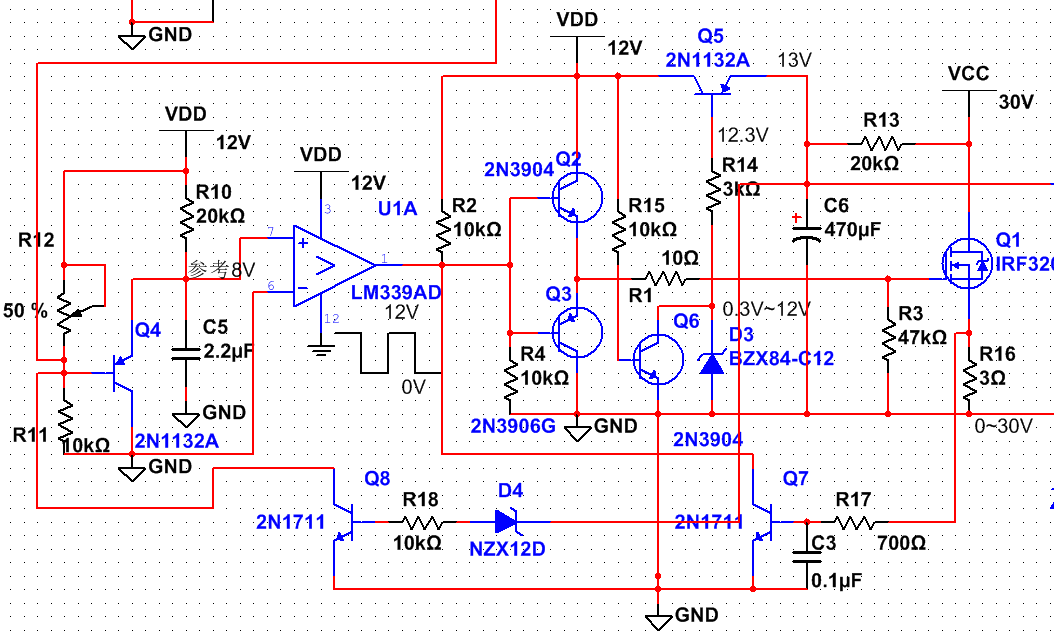 GND
VDD
12V
Q5
2N1132A
13V
VCC
30V
VDD
12V
12.3V
R13
20kΩ
VDD
12V
2N3904
Q2
R14
3kΩ
R10
20kΩ
U1A
3
R2
10kΩ
R15
10kΩ
C6
470µF
R12
7
1
Q1
参考8V
10Ω
6
LM339AD
R1
50 %
Q3
0.3V~12V
12
12V
Q4
C5
2.2µF
Q6
D3
R3
47kΩ
BZX84-C12
R4
10kΩ
R16
3Ω
0V
GND
R11
10kΩ
2N1132A
2N3906G
GND
2N3904
0~30V
GND
Q8
R18
D4
Q7
R17
2N1711
10kΩ
NZX12D
2N1711
C3
700Ω
0.1µF
GND